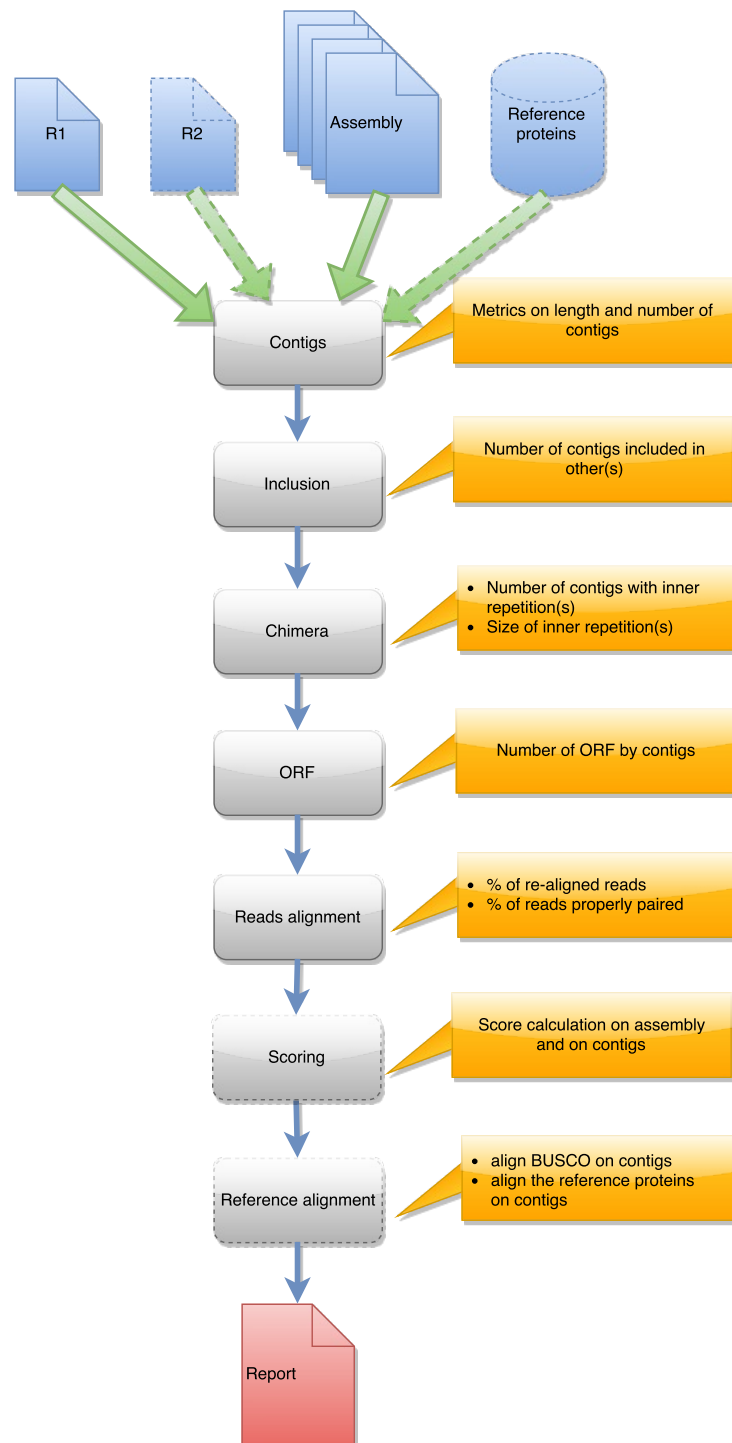 R1
R2
Assembly
Reference
proteins
Contigs
Metrics on length and number of
contigs
Inclusion
Number of contigs included in
other(s)
Chimera
• Number of contigs with inner
repetition(s)
• Size of inner repetition(s)
ORF
Number of ORF by contigs
Reads alignment
• % of re-aligned reads
• % of reads properly paired
Scoring
Score calculation on assembly
and on contigs
Reference alignment
• align BUSCO on contigs
• align the reference proteins
on contigs
Report